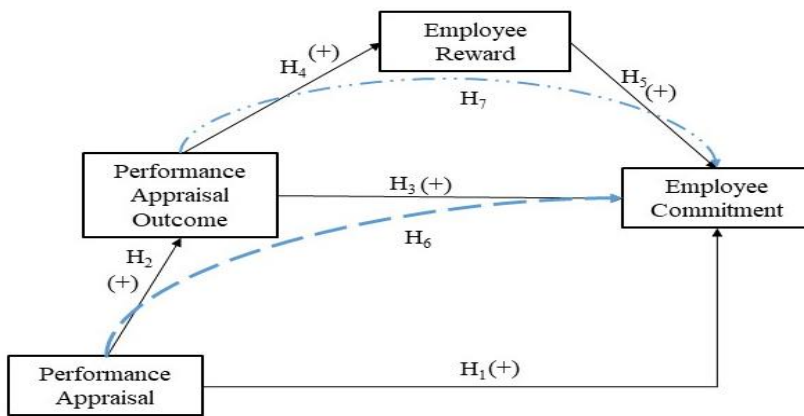 Employee
Reward
H4 (+)
H5
(+)
H7
Performance
Appraisal
Outcome
H3 (+)
Employee
Commitment
H6
H2
(+)
Performance
Appraisal
H1(+)